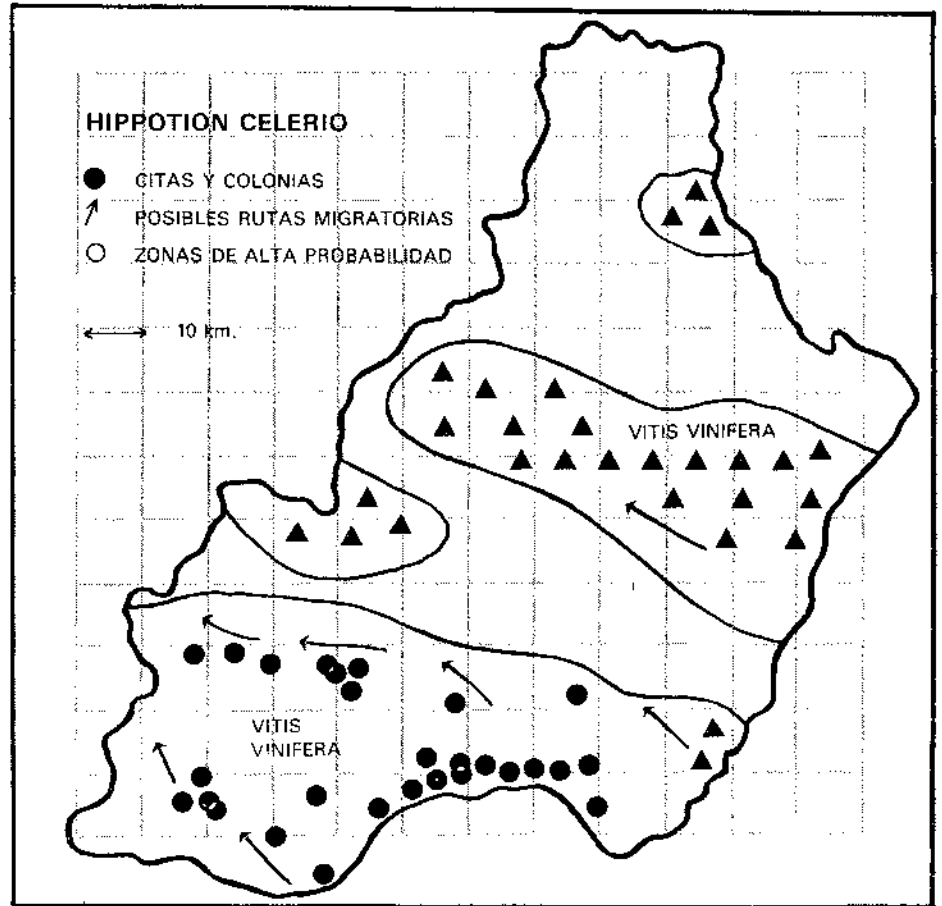 HIPPOTION CELERIO
CITAS Y COLONIAS
POSIBLES RUTAS MIGRATORIAS
ZONAS DE ALTA PROBABILIDAD
10 km.
VITIS VINIFERA
VITIS
VINIFERA